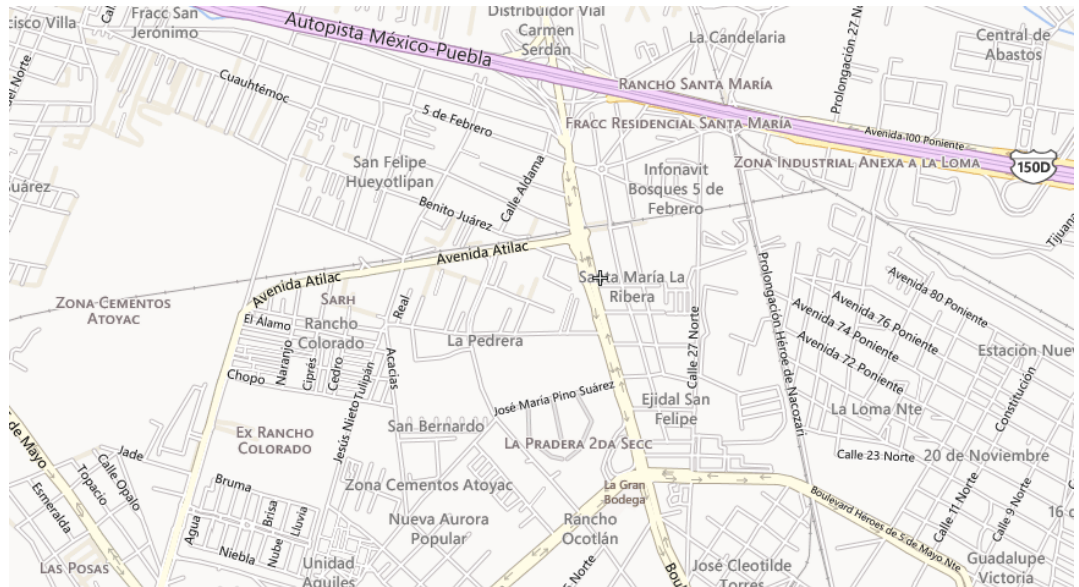 Fracc San
Jerónimo
Distribuidor Vial
Carmen
Serdán
Autopista México-Puebla
La Candelaria
Central de
Abastos
Prolongación 27
Cuauhtémoc
5 de Febrero
Rancho Santa María
Fracc Residencial Santa María
Avenida 100 Poniente
Zona Industrial Anexa a La Loma
150D
San Felipe
Hueyotlipan
Calle Aldama
Infonavit
Bosques 5 de
Febrero
Benito Juárez
Avenida Atilac
Avenida Atilac
Santa María La
Ribera
Tijuana
Zona Cementos
Atoyac
SARH
Rancho
Colorado
El Álamo
Real
La Pedrera
Naranjo
Ciprés
Cedro
Tulipán
Acacias
Chopo
Jesús Nieto
Calle 27 Norte
Prolongación Héroe de Nacozari
Avenida 80 Poniente
Avenida 76 Poniente
Avenida 74 Poniente
Avenida 72 Poniente
Constitución
José María Pino Suárez
Ejidal San
Felipe
La Loma Nte
San Bernardo
La Pradera 2da Secc
Ex Rancho
Colorado
Calle 23 Norte
20 de Noviembre
de Mayo
Jade
Calle Opalo
Topacio
Esmeralda
Zona Cementos Atoyac
La Gran
Bodega
Boulevard Héroes de 5 de Mayo Nte
Calle 11 Norte
Calle 9 Norte
Bruma
Brisa
Lluvia
Nube
Niebla
Agua
Nueva Aurora
Popular
Rancho
Ocotlán
Las Posas
Unidad
José Cleotilde
Guadalupe
Victoria